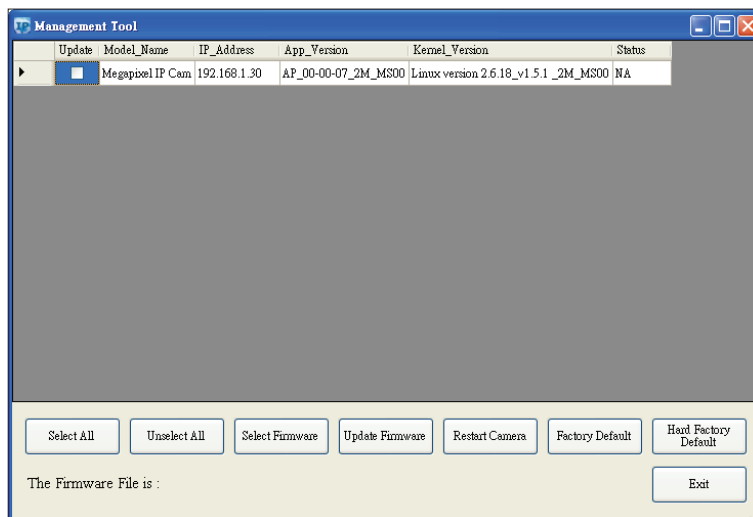 IP Management Tool
Update Model_Name IP_Address App_Version Kernel_Version Status
Megapixel IP Cam 192.168.1.30 AP_00-00-07_2M_MS00 Linux version 2.6.18_v1.5.1 _2M_MS00 NA
Select All Unselect All Select Firmware Update Firmware Restart Camera Factory Default Hard Factory
Default
The Firmware File is : Exit